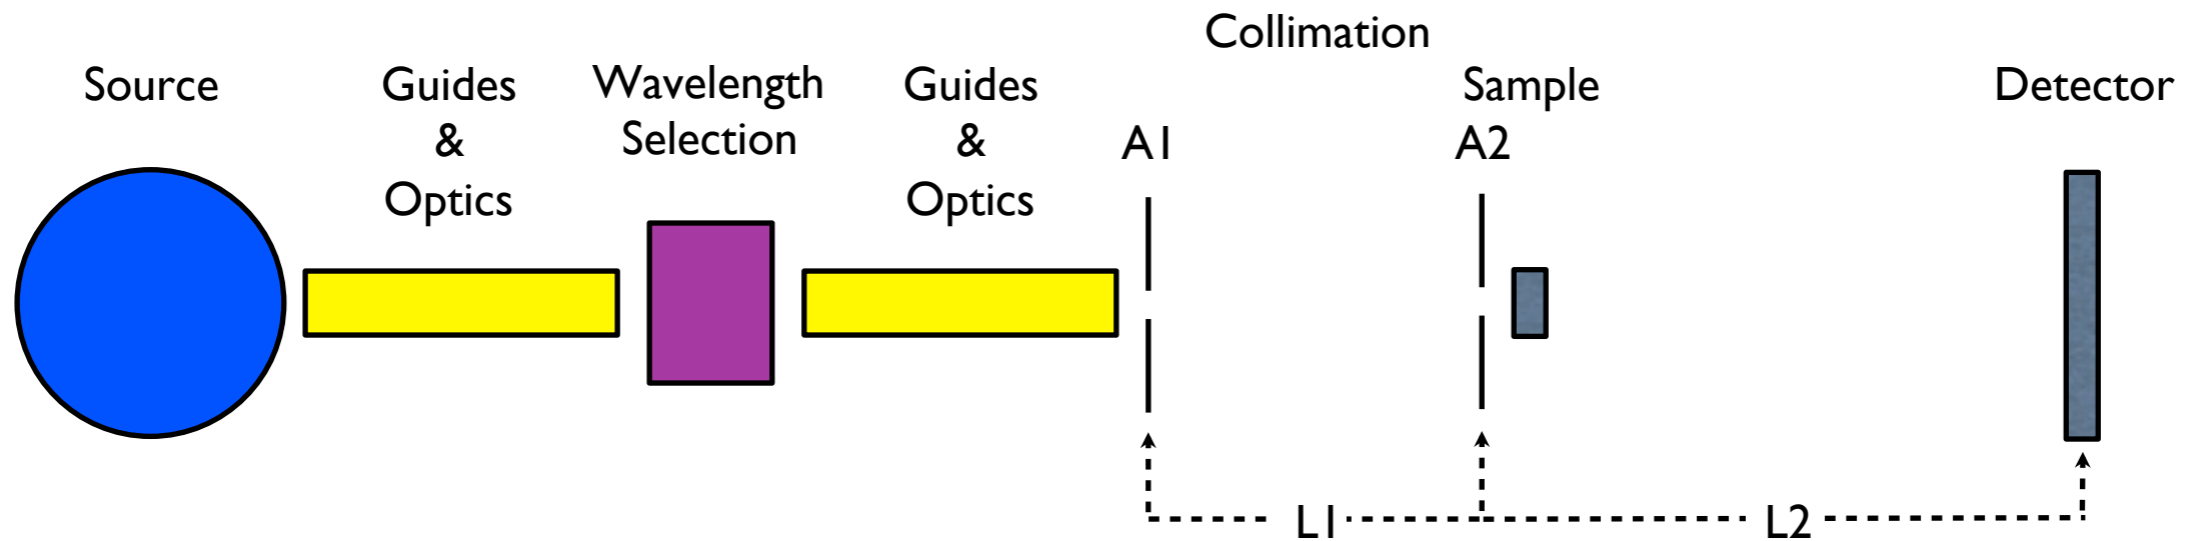 Collimation
Source
Guides
&
Optics
Wavelength
Selection
Guides
&
Optics
A1
Sample
A2
Detector
L1
L2